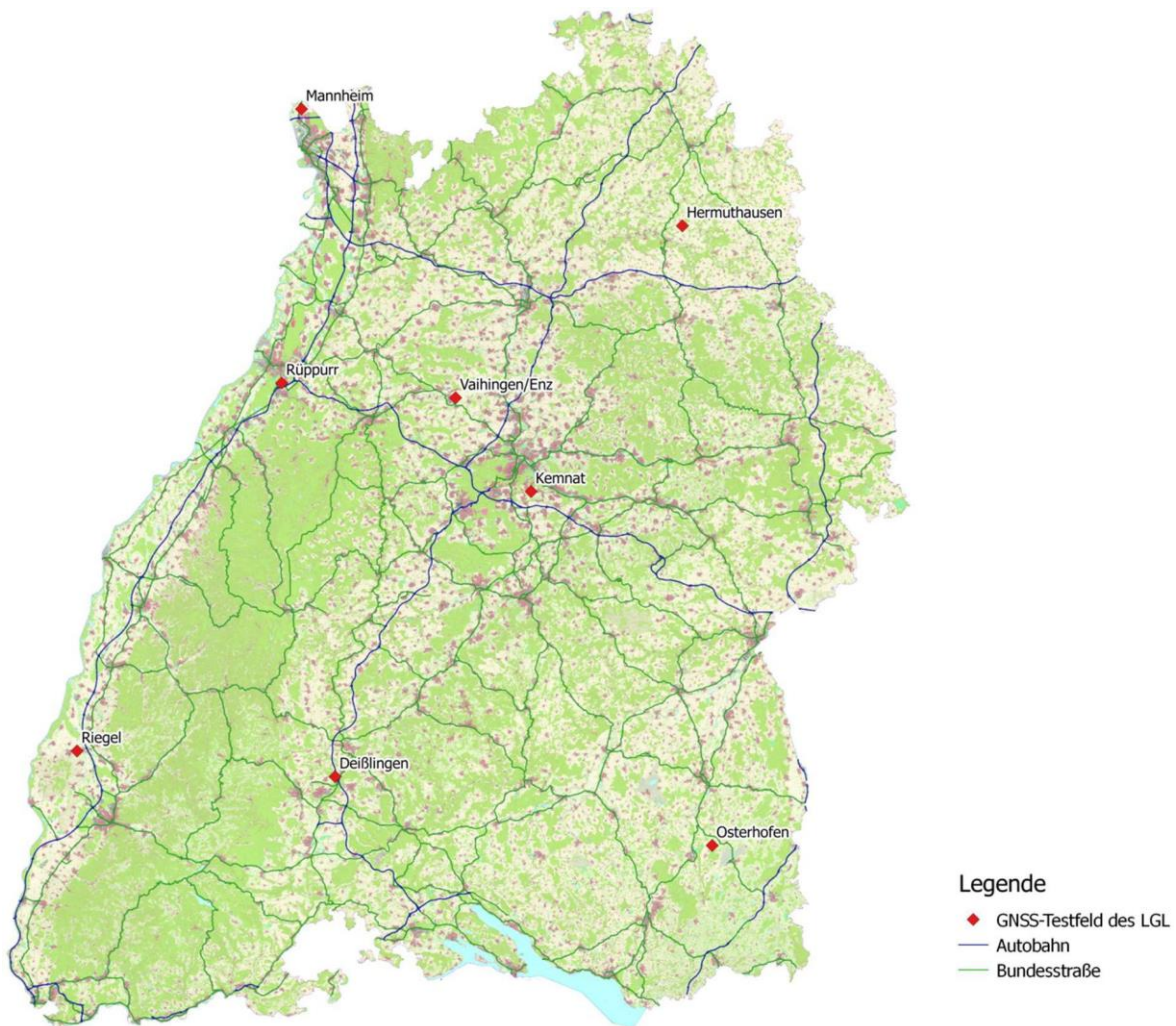 Mannheim
Hermuthausen
Rüppurr
Vaihingen/Enz
Kemnat
Riegel
Deißlingen
Osterhofen
Legende
GNSS-Testfeld des LGL
Autobahn
Bundesstraße